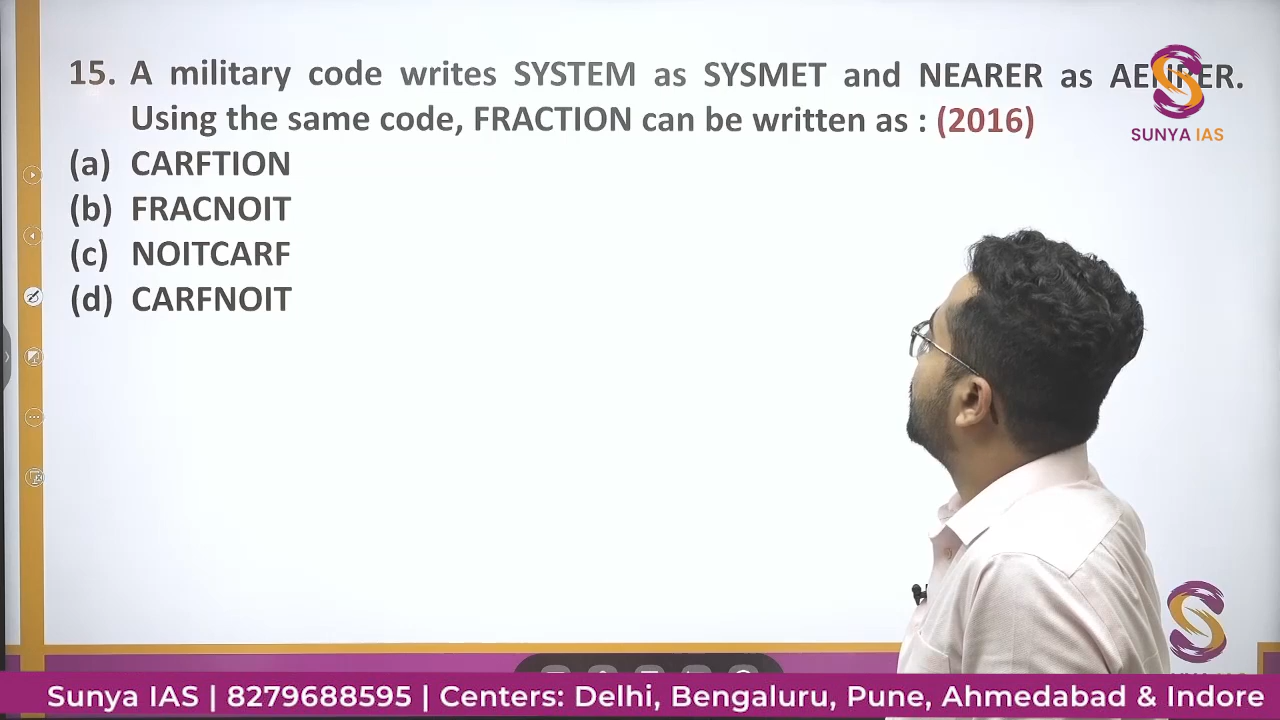 15. A military code writes SYSTEM as SYSMET and NEARER as
Using the same code, FRACTION can be written as : (2016)
(a) CARFTION
(b) FRACNOIT
(c) NOITCARF
(d) CARFNOIT
SUNYA IAS
Sunya IAS | 8279688595 | Centers: Delhi, Bengaluru, Pune, Ahmedabad & Indore